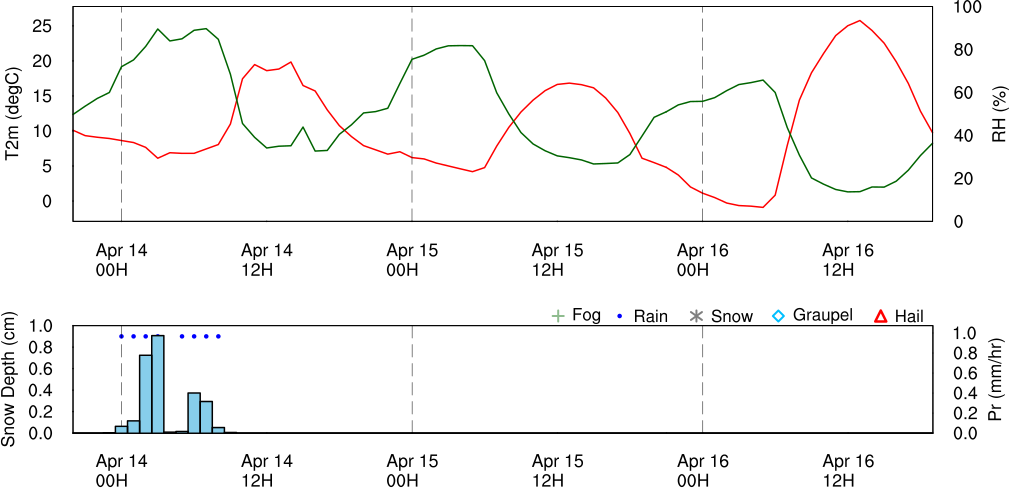 T2m (degC)
25
20
15
10
5
0
100
80
60
40
20
0
RH (%)
Apr 14 Apr 14 Apr 15 Apr 15 Apr 16 Apr 16
00H 12H 00H 12H 00H 12H
Fog Rain Snow Graupel Hail
Snow Depth (cm)
1.0
0.8
0.6
0.4
0.2
0.0
1.0
0.8
0.6
0.4
0.2
0.0
Pr (mm/hr)
Apr 14 Apr 14 Apr 15 Apr 15 Apr 16 Apr 16
00H 12H 00H 12H 00H 12H